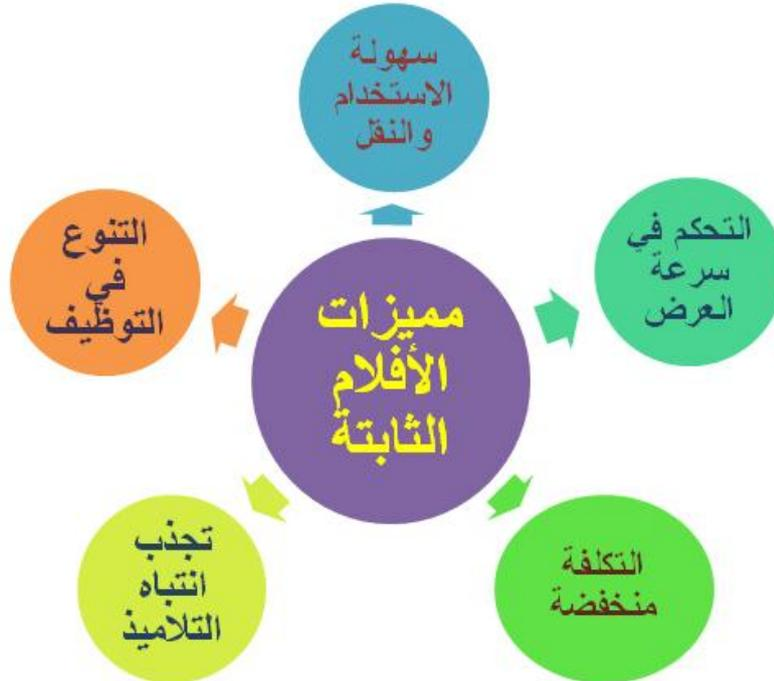 سهولة
الاستخدام
والنقل
التحكم في
سرعة
العرض
التنوع
في
التوظيف
مميزات
الأفلام
الثابتة
التكلفة
منخفضة
تجذب
انتباه
التلاميذ